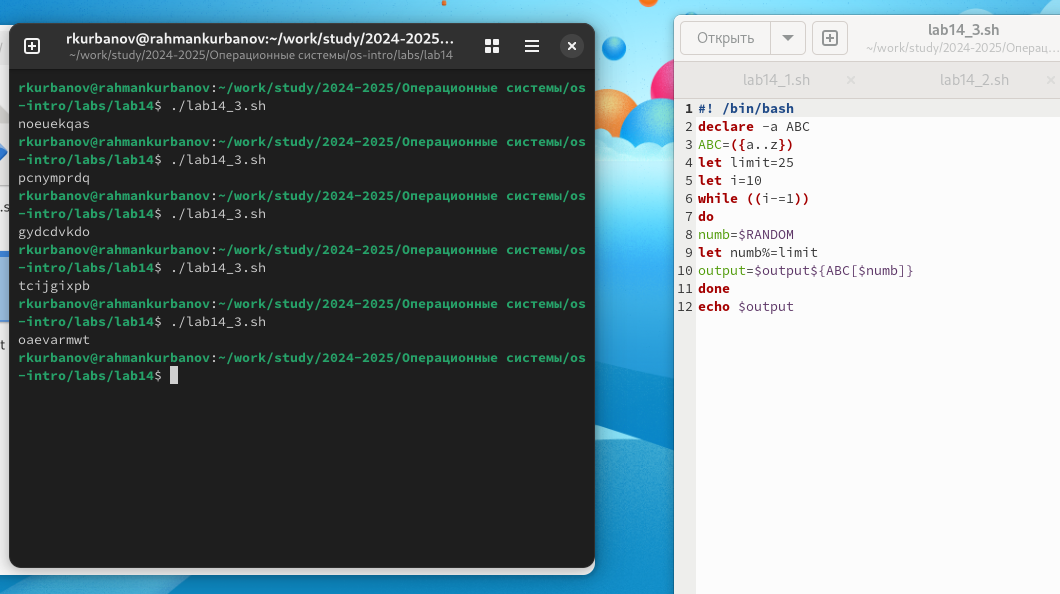 rkurbanov@rahmankurbanov:~/work/study/2024-2025...
~/work/study/2024-2025/Операционные системы/os-intro/labs/lab14
rkurbanov@rahmankurbanov:~/work/study/2024-2025/Операционные системы/os
-intro/labs/lab14$ ./lab14_3.sh
noeuekqas
rkurbanov@rahmankurbanov:~/work/study/2024-2025/Операционные системы/os
-intro/labs/lab14$ ./lab14_3.sh
pcnymprdq
rkurbanov@rahmankurbanov:~/work/study/2024-2025/Операционные системы/os
-intro/labs/lab14$ ./lab14_3.sh
gydcdvkdo
rkurbanov@rahmankurbanov:~/work/study/2024-2025/Операционные системы/os
-intro/labs/lab14$ ./lab14_3.sh
tcijgixpb
rkurbanov@rahmankurbanov:~/work/study/2024-2025/Операционные системы/os
-intro/labs/lab14$ ./lab14_3.sh
oaevarmwt
rkurbanov@rahmankurbanov:~/work/study/2024-2025/Операционные системы/os
-intro/labs/lab14$
Открыть
lab14_3.sh
~/work/study/2024-2025/Операц...
lab14_1.sh
lab14_2.sh
1 #! /bin/bash
2 declare -a ABC
3 ABC=({a..z})
4 let limit=25
5 let i=10
6 while ((i-=1))
7 do
8 numb=$RANDOM
9 let numb%=limit
10 output=$output${ABC[$numb]}
11 done
12 echo $output